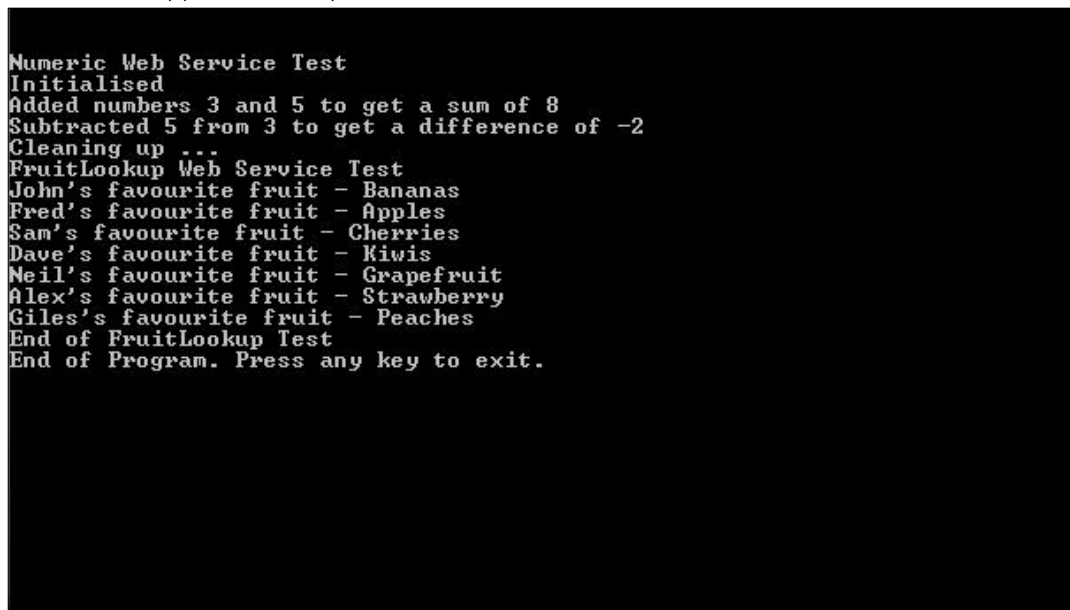 Numeric Web Service Test
Initialised
Added numbers 3 and 5 to get a sum of 8
Subtracted 5 from 3 to get a difference of -2
Cleaning up ...
FruitLookup Web Service Test
John's favourite fruit - Bananas
Fred's favourite fruit - Apples
Sam's favourite fruit - Cherries
Dave's favourite fruit - Kiwis
Neil's favourite fruit - Grapefruit
Alex's favourite fruit - Strawberry
Giles's favourite fruit - Peaches
End of FruitLookup Test
End of Program. Press any key to exit.